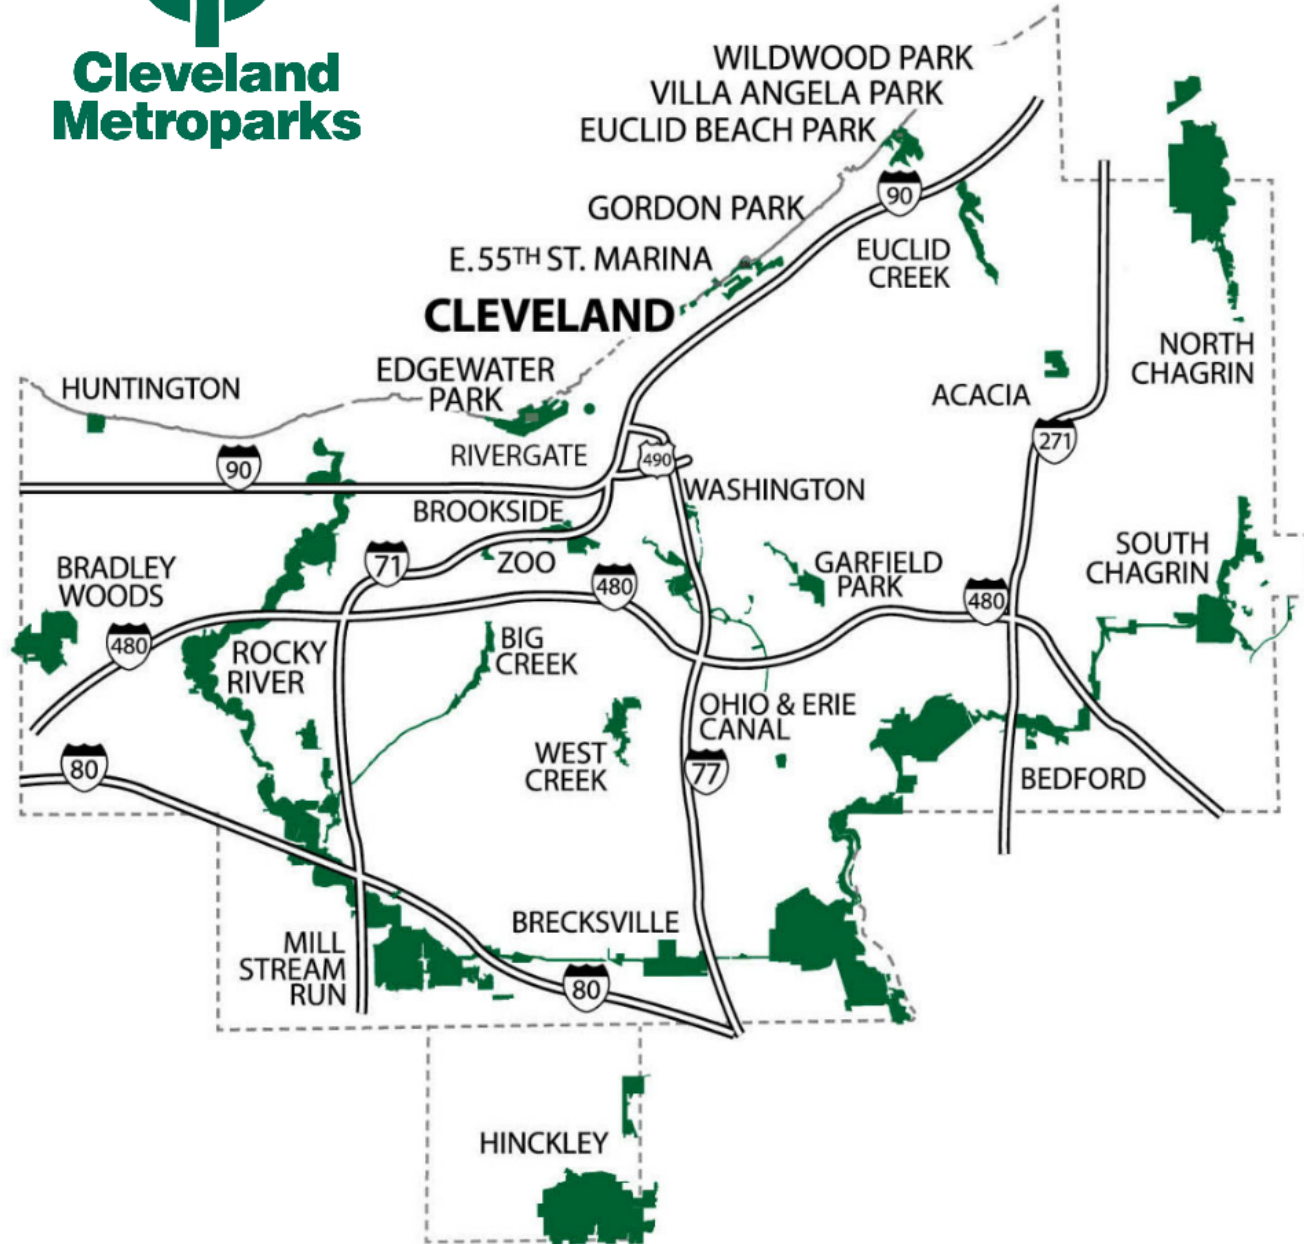 Cleveland
Metroparks
WILDWOOD PARK
VILLA ANGELA PARK
EUCLID BEACH PARK
90
GORDON PARK
EUCLID
CREEK
E. 55TH ST. MARINA
CLEVELAND
NORTH
CHAGRIN
EDGEWATER
PARK
HUNTINGTON
ACACIA
271
90
RIVERGATE
490
WASHINGTON
BROOKSIDE
ZOO
71
BRADLEY
WOODS
480
480
GARFIELD
PARK
480
SOUTH
CHAGRIN
ROCKY
RIVER
BIG
CREEK
OHIO & ERIE
CANAL
WEST
CREEK
80
77
BEDFORD
BRECKSVILLE
MILL
STREAM
RUN
80
HINCKLEY